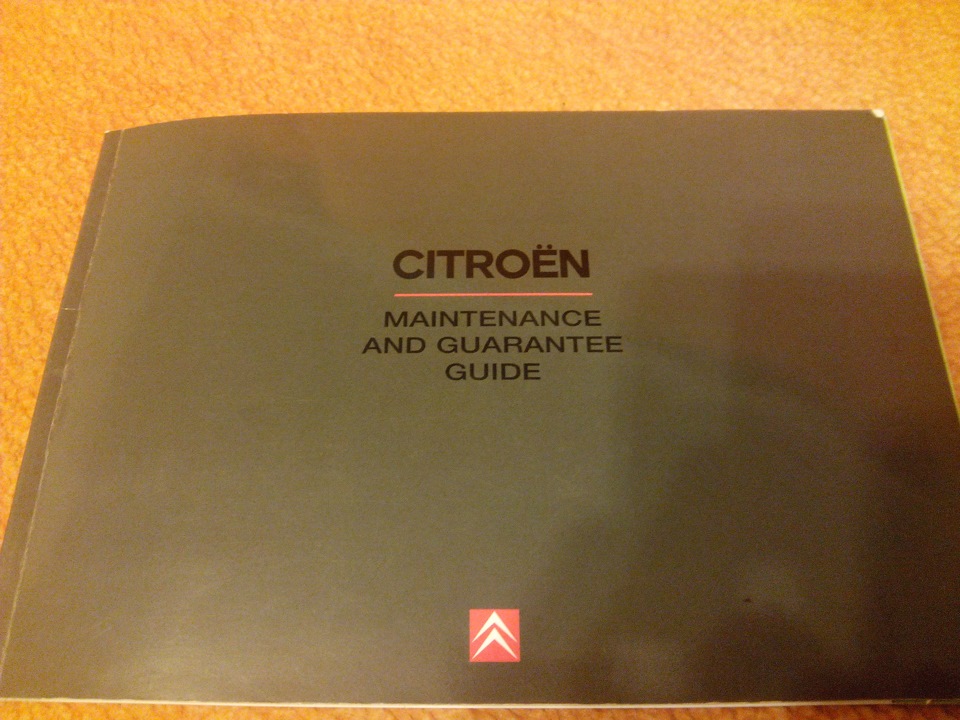 CITROËN
MAINTENANCE
AND GUARANTEE
GUIDE